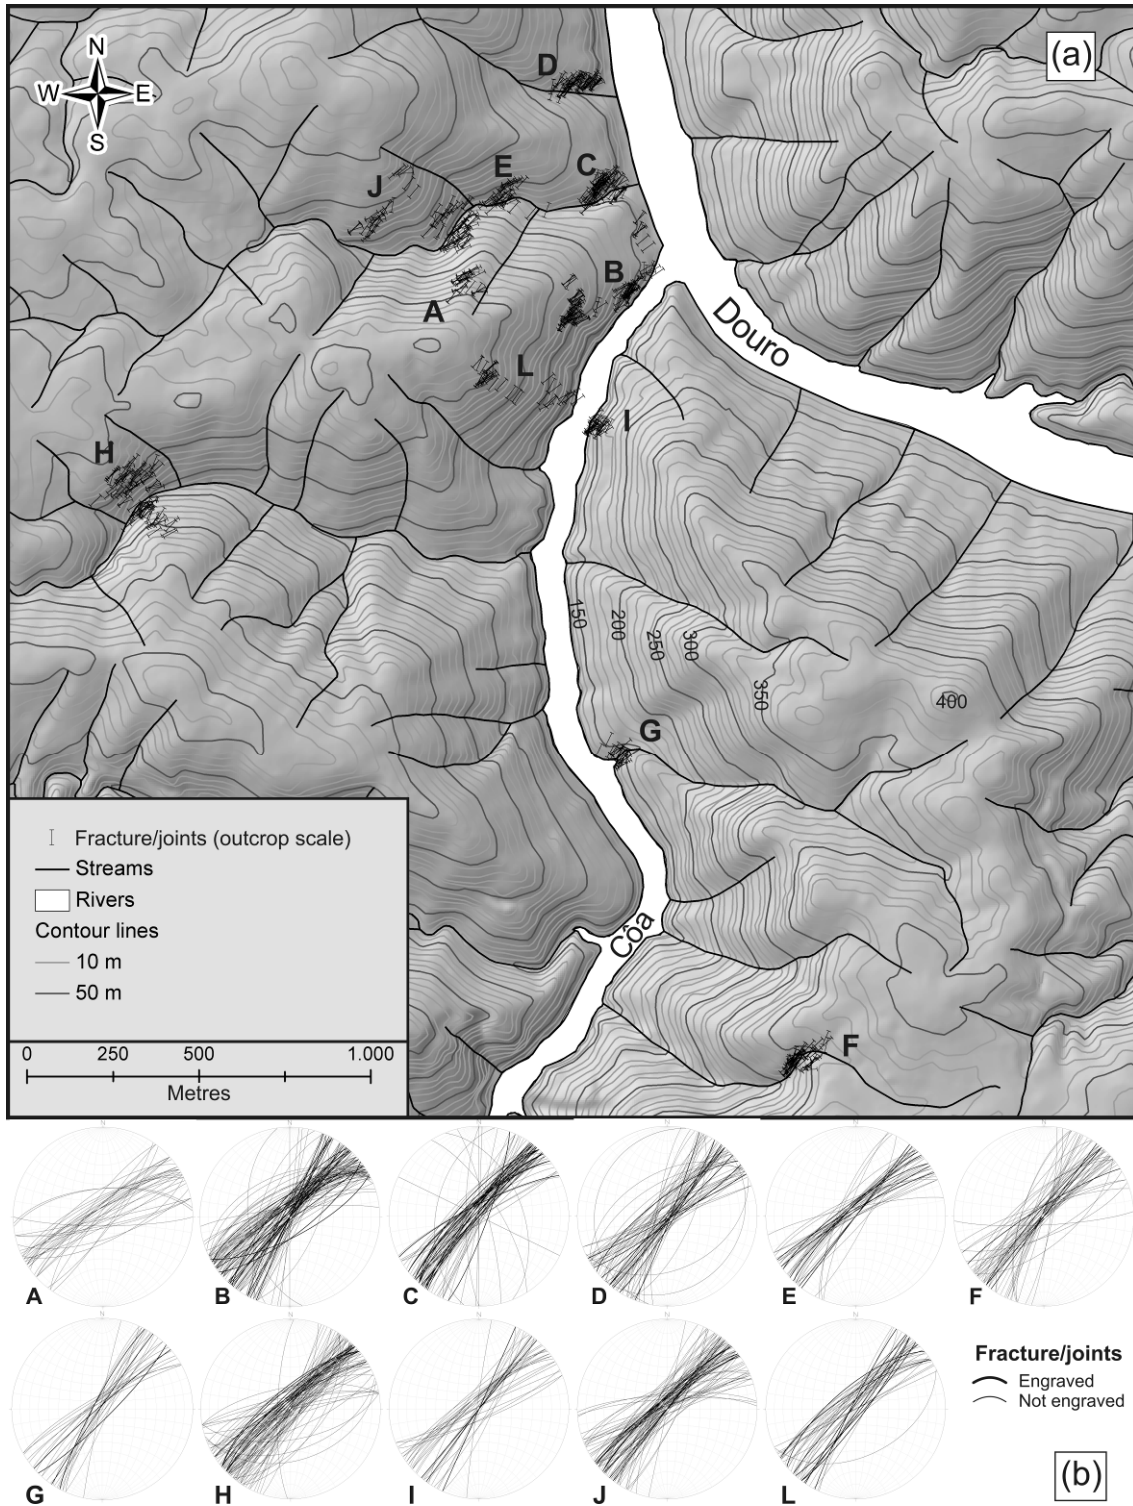 (a)
N
W E
S
D
J
E
C
B
A
Douro
L
I
H
150
200
250
300
350
400
G
Fracture/joints (outcrop scale)
Streams
Rivers
Contour lines
10 m
50 m
0 250 500 1.000
Metres
Côa
F
N N N N N N
A B C D E F
N N N N N
Fracture/joints
Engraved
Not engraved
G H I J L
(b)